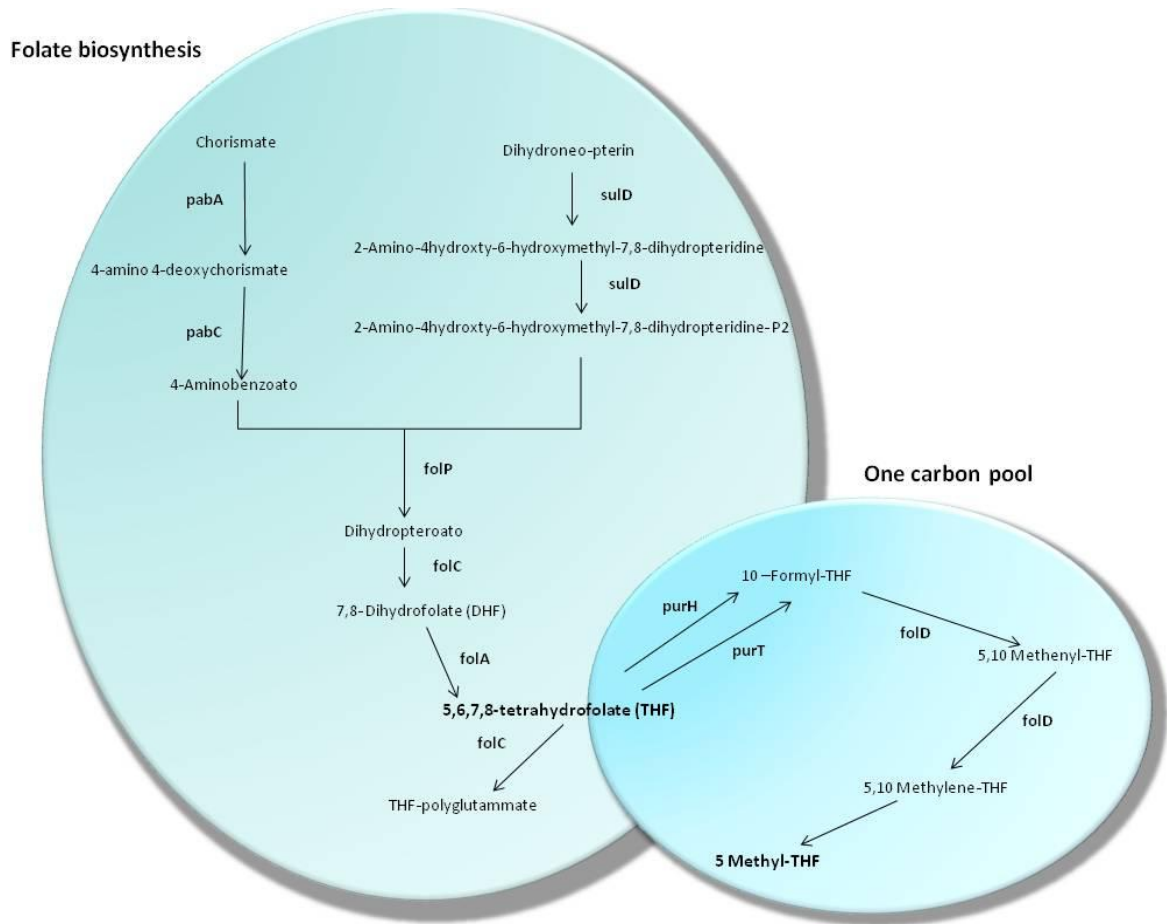 Folate biosynthesis
Chorismate
Dihydroneo-pterin
pabA
sulD
2-Amino-4hydroxty-6-hydroxymethyl-7,8-dihydropteridine
4-amino 4-deoxychorismate
sulD
pabC
2-Amino-4hydroxty-6-hydroxymethyl-7,8-dihydropteridine-P2
4-Aminobenzoato
folP
Dihydropteroato
folC
7,8-Dihydrofolate (DHF)
folA
5,6,7,8-tetrahydrofolate (THF)
folC
THF-polyglutammate
One carbon pool
10 –Formyl-THF
purH
purT
folD
5,10 Methenyl-THF
folD
5,10 Methylene-THF
5 Methyl-THF